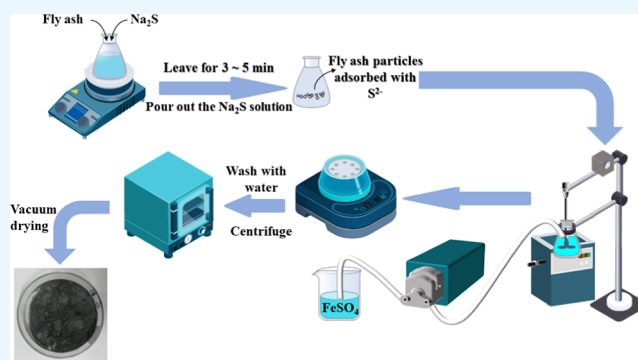 Fly ash
Na₂S
Leave for 3 ~ 5 min
Pour out the Na₂S solution
Fly ash particles
adsorbed with
S²⁻
Wash with
water
Centrifuge
Vacuum
drying
FeSO₄